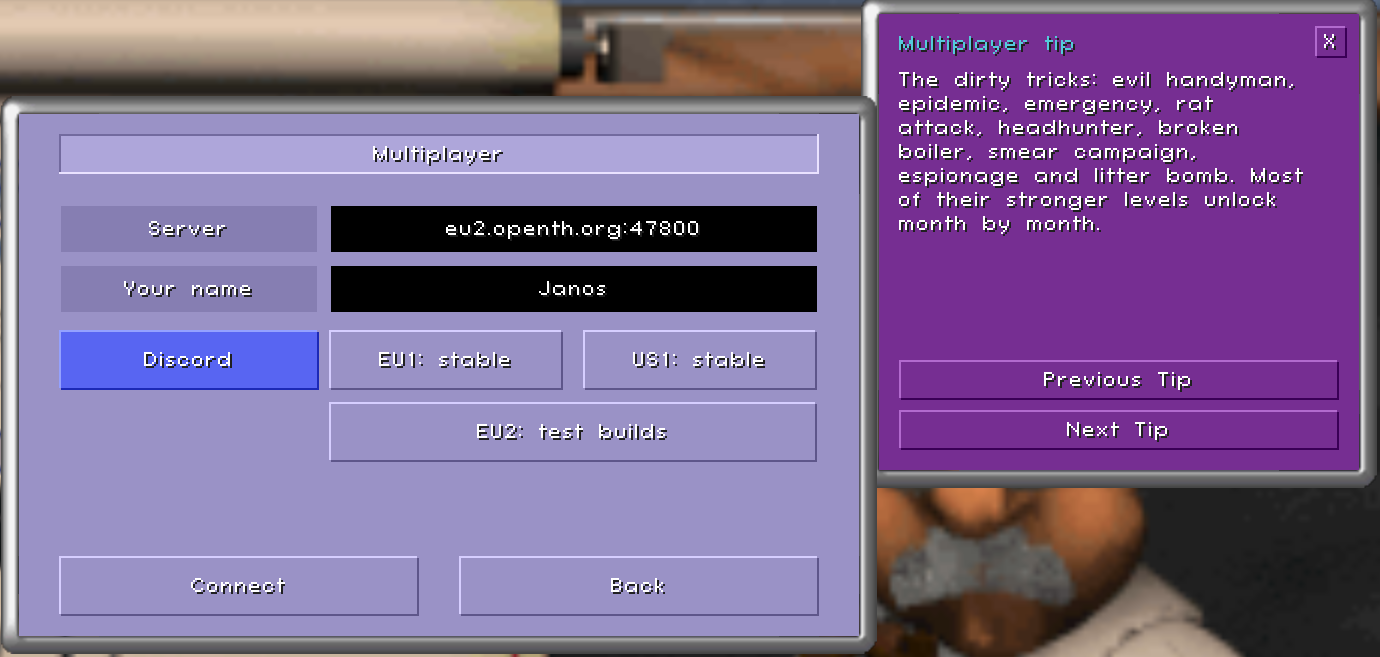 Multiplayer
Server
eu2.openth.org:47800
Your name
Janos
Discord
EU1: stable
US1: stable
EU2: test builds
Connect
Back
Multiplayer tip
X
The dirty tricks: evil handyman,
epidemic, emergency, rat
attack, headhunter, broken
boiler, smear campaign,
espionage and litter bomb. Most
of their stronger levels unlock
month by month.
Previous Tip
Next Tip